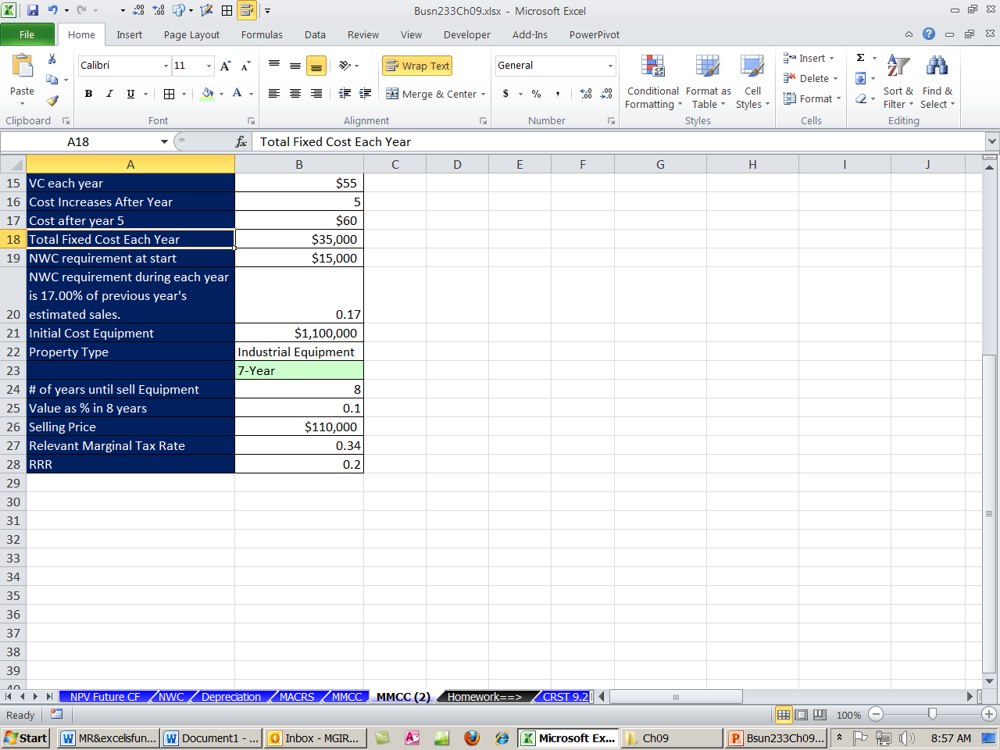 Busn233Ch09.xlsx - Microsoft Excel
File Home Insert Page Layout Formulas Data Review View Developer Add-Ins PowerPivot
Paste
Calibri 11
Wrap Text
Merge & Center
General
$ % ,
Conditional Formatting
Format as Table
Cell Styles
Insert
Delete
Format
Sort & Filter
Find & Select
Clipboard Font Alignment Number Styles Cells Editing
A18 fx Total Fixed Cost Each Year
A B C D E F G H I J
15 VC each year $55
16 Cost Increases After Year 5
17 Cost after year 5 $60
18 Total Fixed Cost Each Year $35,000
19 NWC requirement at start $15,000
NWC requirement during each year
is 17.00% of previous year's
20 estimated sales. 0.17
21 Initial Cost Equipment $1,100,000
22 Property Type Industrial Equipment
23 7-Year
24 # of years until sell Equipment 8
25 Value as % in 8 years 0.1
26 Selling Price $110,000
27 Relevant Marginal Tax Rate 0.34
28 RRR 0.2
29
30
31
32
33
34
35
36
37
38
39
40
NPV Future CF NWC Depreciation MACRS MMCC MMCC (2) Homework==> CRST 9.2
Ready 100%
Start MR&excelisfun... Document1 - ... Inbox - MGIR... Microsoft Ex... Ch09 Bsun233Ch09... 8:57 AM